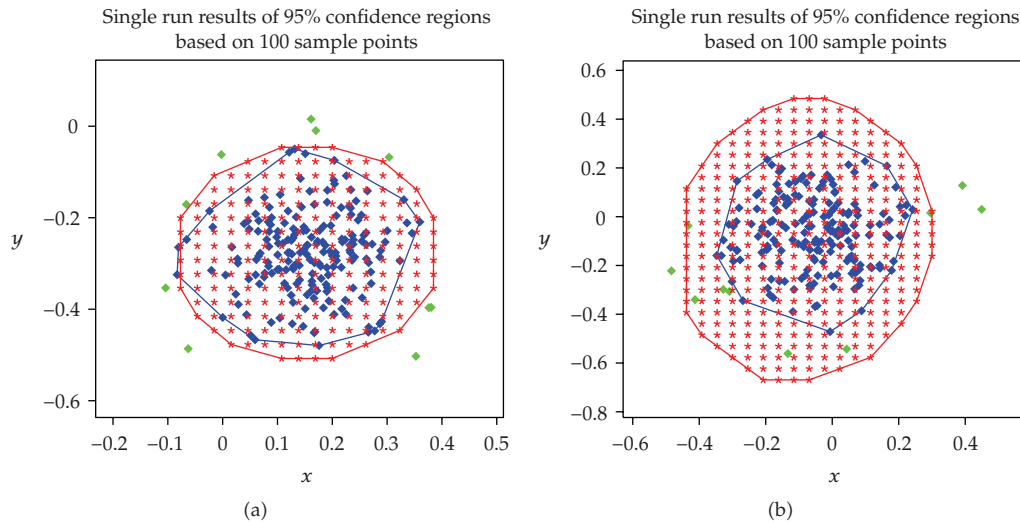 Single run results of 95% confidence regions
based on 100 sample points
0
−0.2
−0.4
−0.6
y
−0.2 −0.1 0 0.1 0.2 0.3 0.4 0.5
x
(a)
Single run results of 95% confidence regions
based on 100 sample points
0.6
0.4
0.2
0
−0.2
−0.4
−0.6
−0.8
y
−0.6 −0.4 −0.2 0 0.2 0.4
x
(b)